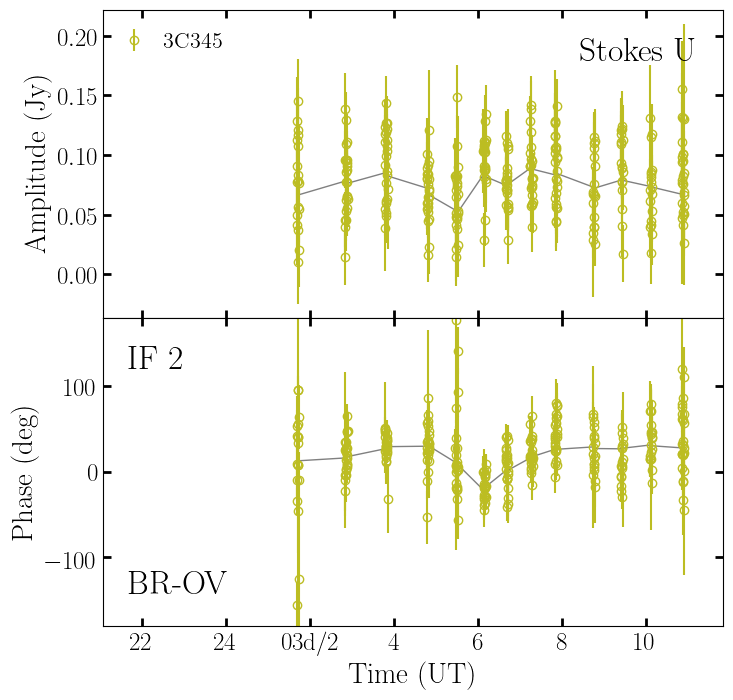 3C345
Stokes U
0.20
0.15
0.10
0.05
0.00
Amplitude (Jy)
IF 2
100
0
−100
Phase (deg)
BR-OV
22 24 03d/2 4 6 8 10
Time (UT)